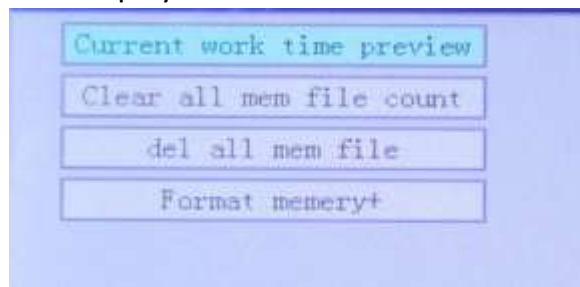 Current work time preview
Clear all mem file count
del all mem file
Format memery+